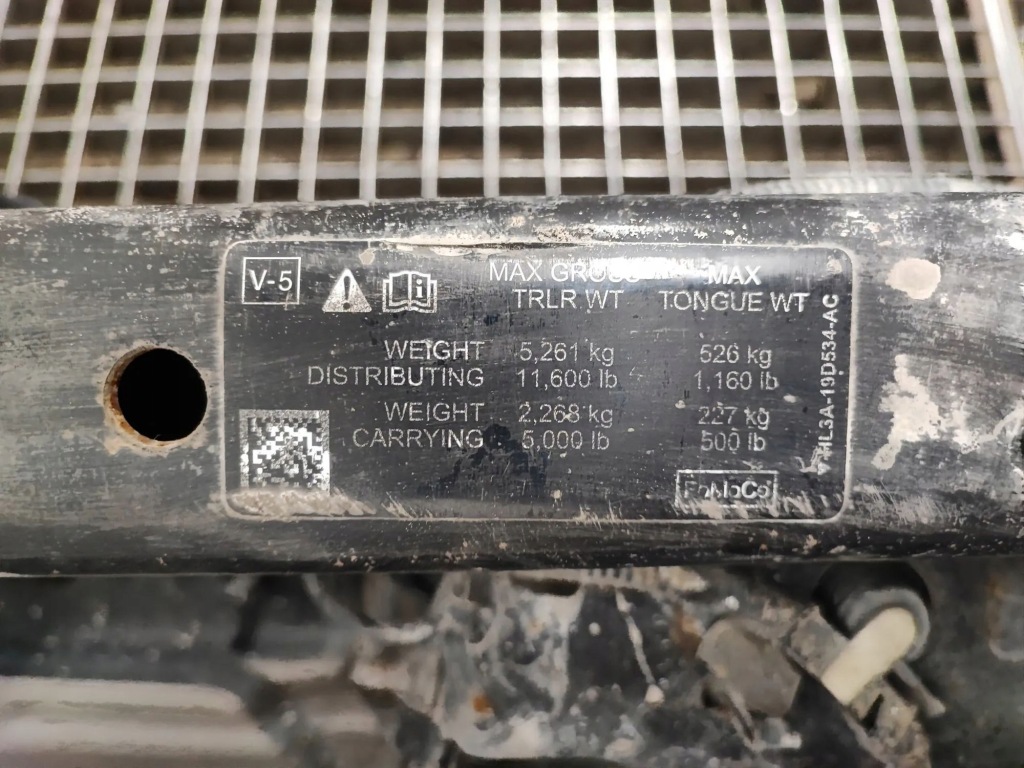 V-5
MAX GROSS MAX
TRLR WT TONGUE WT
WEIGHT 5,261 kg 526 kg
DISTRIBUTING 11,600 lb 1,160 lb
WEIGHT 2,268 kg 227 kg
CARRYING 5,000 lb 500 lb
FoMoCo
HL3A-19D534-AC